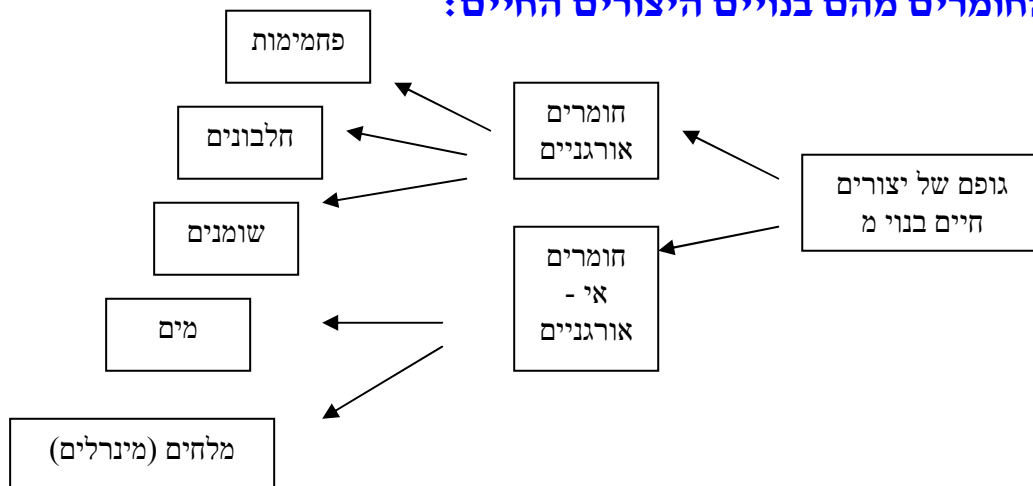 החומרים מהם בנויים היצורים החיים:
גופם של יצורים
חיים בנוי מ
חומרים
אורגניים
פחמימות
חלבונים
שומנים
חומרים
אי -
אורגניים
מים
מלחים (מינרלים)